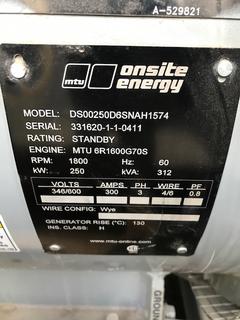 A-529821
mtu onsite energy
MODEL: DS00250D6SNAH1574
SERIAL: 331620-1-1-0411
RATING: STANDBY
ENGINE: MTU 6R1600G70S
RPM: 1800 Hz: 60
kW: 250 kVA: 312
VOLTS AMPS PH WIRE PF
346/600 300 3 4/6 0.8
WIRE CONFIG: Wye
GENERATOR RISE (°C): 130
INS. CLASS: H
www.mtu-online.com
GROUND